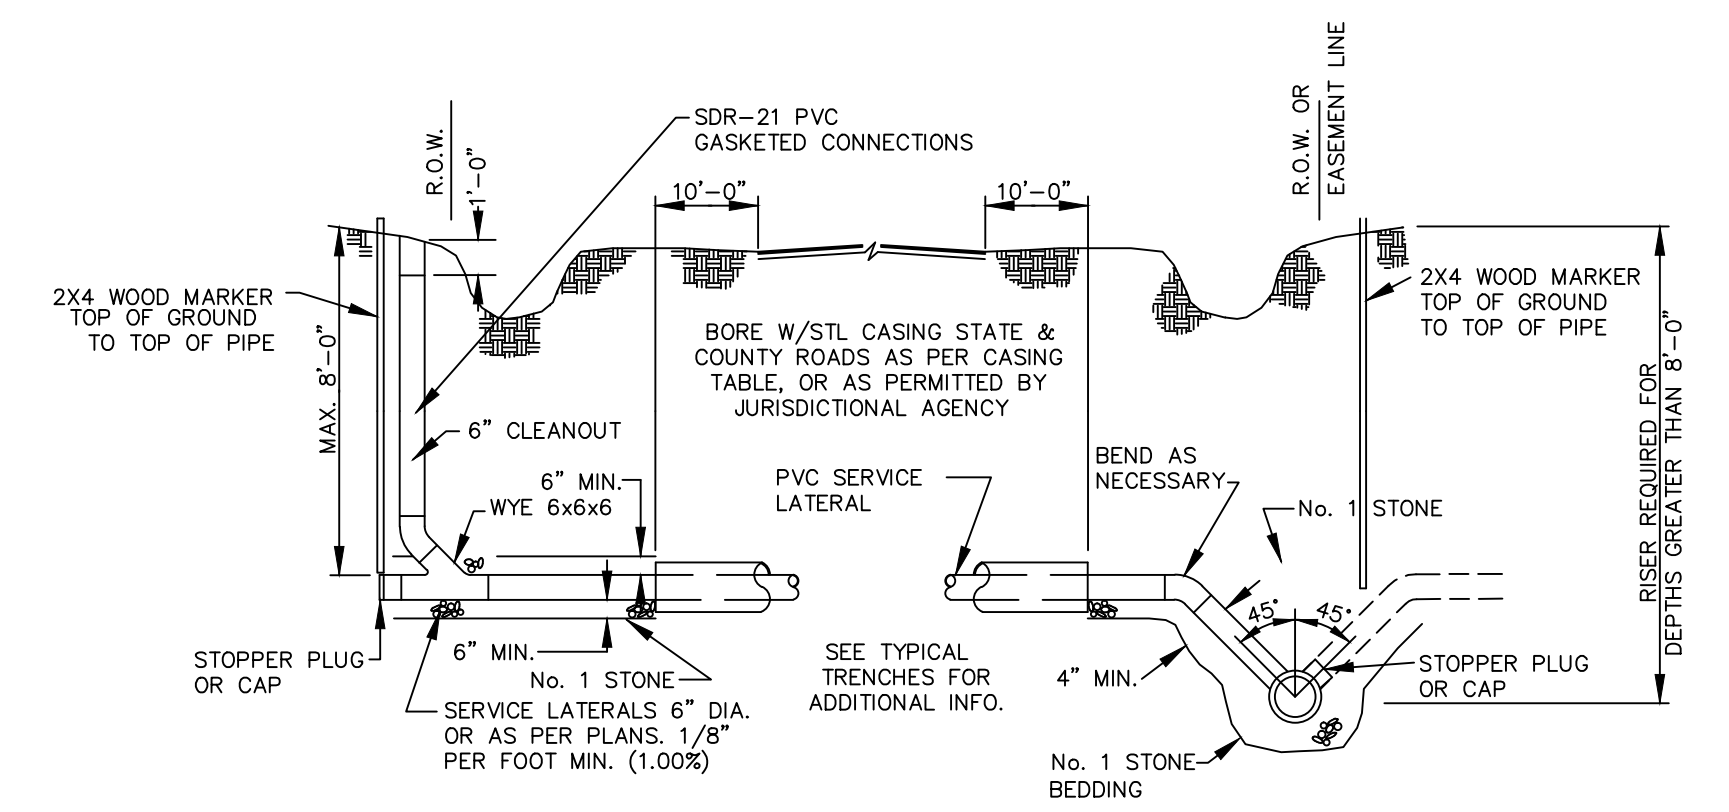 R.O.W.
1'-0"
SDR-21 PVC
GASKETED CONNECTIONS
10'-0"
10'-0"
R.O.W. OR
EASEMENT LINE
2X4 WOOD MARKER
TOP OF GROUND
TO TOP OF PIPE
MAX. 8'-0"
BORE W/STL CASING STATE &
COUNTY ROADS AS PER CASING
TABLE, OR AS PERMITTED BY
JURISDICTIONAL AGENCY
2X4 WOOD MARKER
TOP OF GROUND
TO TOP OF PIPE
RISER REQUIRED FOR
DEPTHS GREATER THAN 8'-0"
6" CLEANOUT
6" MIN.
WYE 6x6x6
PVC SERVICE
LATERAL
BEND AS
NECESSARY
No. 1 STONE
45°
45°
STOPPER PLUG
OR CAP
6" MIN.
No. 1 STONE
SERVICE LATERALS 6" DIA.
OR AS PER PLANS. 1/8"
PER FOOT MIN. (1.00%)
SEE TYPICAL
TRENCHES FOR
ADDITIONAL INFO.
4" MIN.
STOPPER PLUG
OR CAP
No. 1 STONE
BEDDING